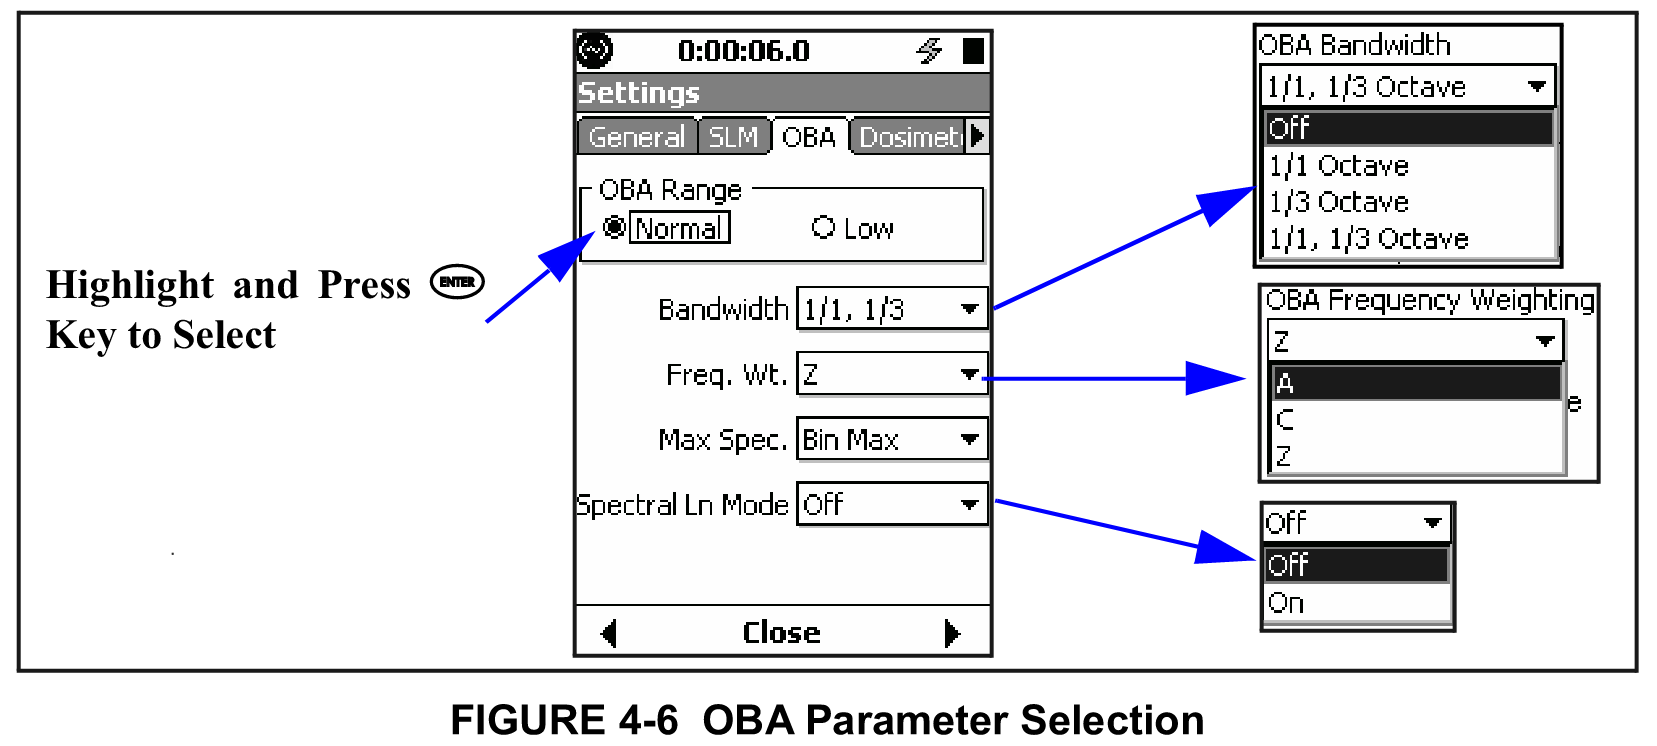 0:00:06.0
Settings
General SLM OBA Dosimet
OBA Range
Normal Low
Highlight and Press ENTER
Key to Select
Bandwidth 1/1, 1/3
Freq. Wt. Z
Max Spec. Bin Max
Spectral Ln Mode Off
Close
OBA Bandwidth
1/1, 1/3 Octave
Off
1/1 Octave
1/3 Octave
1/1, 1/3 Octave
OBA Frequency Weighting
Z
A
e
C
Z
Off
Off
On
FIGURE 4-6 OBA Parameter Selection